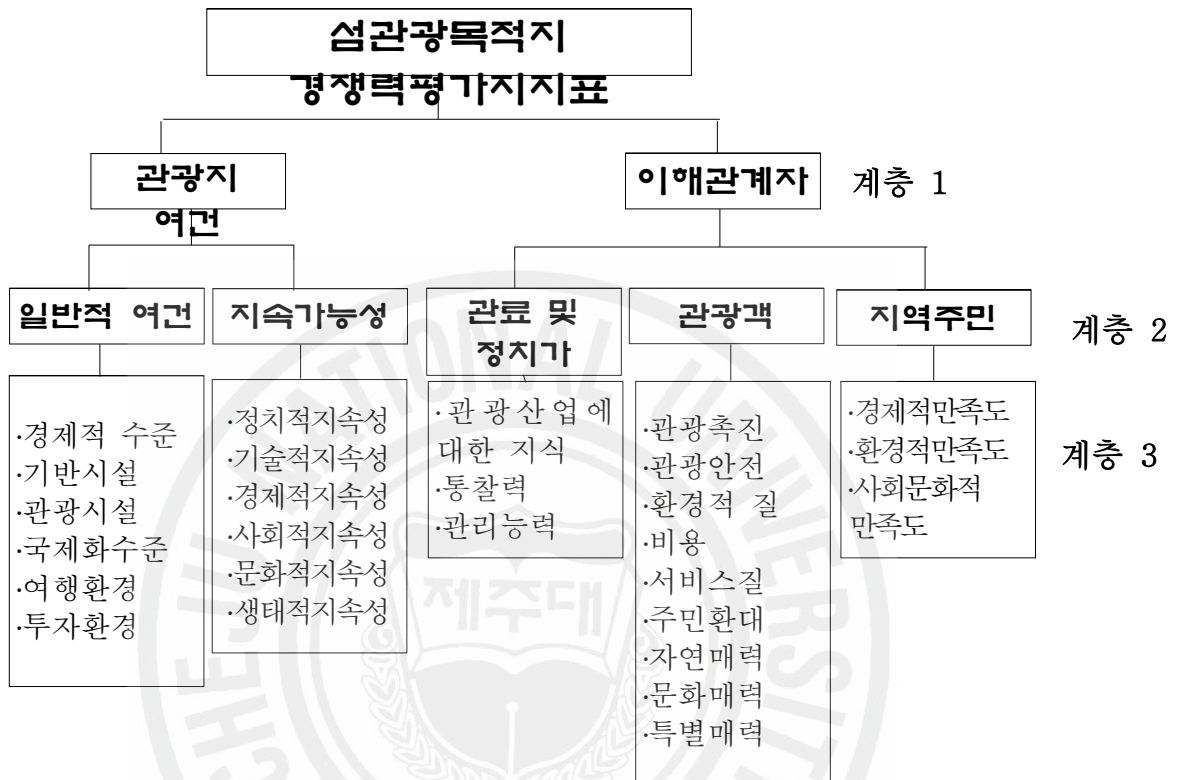 섬관광목적지
경쟁력평가지지표
관광지
여건
이해관계자
계층 1
일반적 여건
지속가능성
관료 및
정치가
관광객
지역주민
계층 2
·경제적 수준
·기반시설
·관광시설
·국제화수준
·여행환경
·투자환경
·정치적지속성
·기술적지속성
·경제적지속성
·사회적지속성
·문화적지속성
·생태적지속성
·관광산업에
대한 지식
·통찰력
·관리능력
·관광촉진
·관광안전
·환경적 질
·비용
·서비스질
·주민환대
·자연매력
·문화매력
·특별매력
·경제적만족도
·환경적만족도
·사회문화적
만족도
계층 3
CHEJU NATIONAL UNIVERSITY
제주대